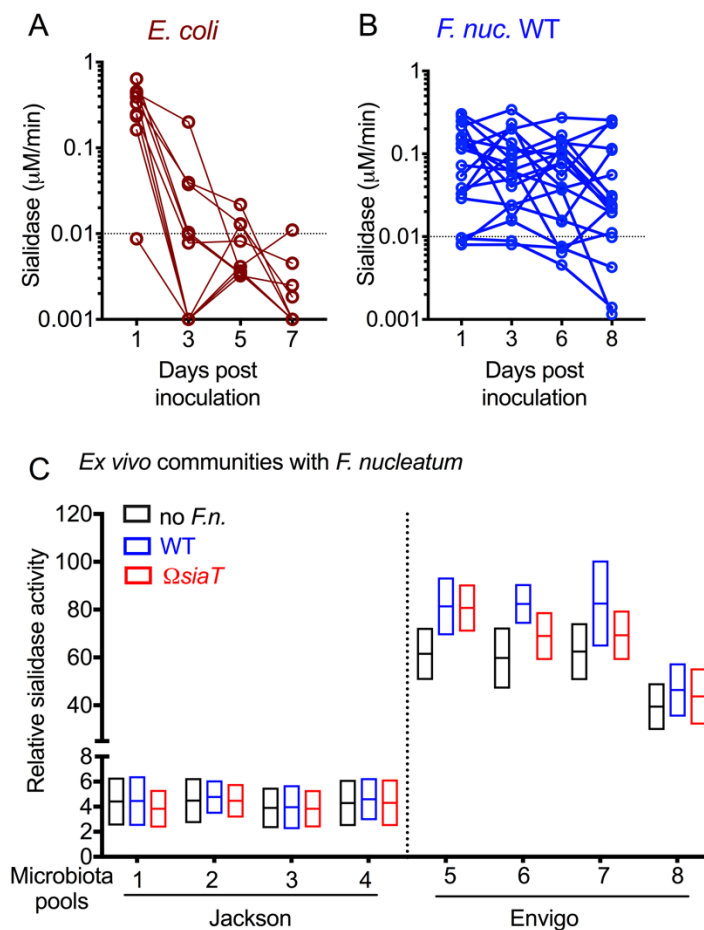 A
E. coli
Sialidase (μM/min)
1
0.1
0.01
0.001
1 3 5 7
Days post
inoculation
B
F. nuc. WT
Sialidase (μM/min)
1
0.1
0.01
0.001
1 3 6 8
Days post
inoculation
C
Ex vivo communities with F. nucleatum
Relative sialidase activity
120
100
80
60
40
8
6
4
2
0
no F.n.
WT
ΩsiaT
Microbiota
pools
1 2 3 4 5 6 7 8
Jackson Envigo